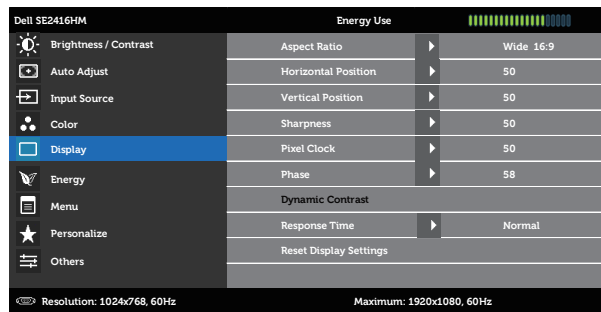 Dell SE2416HM Energy Use
Brightness / Contrast
Auto Adjust
Input Source
Color
Display
Energy
Menu
Personalize
Others
Aspect Ratio Wide 16:9
Horizontal Position 50
Vertical Position 50
Sharpness 50
Pixel Clock 50
Phase 58
Dynamic Contrast
Response Time Normal
Reset Display Settings
Resolution: 1024x768, 60Hz Maximum: 1920x1080, 60Hz